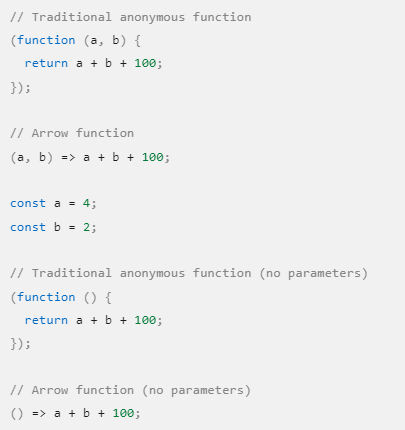 // Traditional anonymous function
(function (a, b) {
  return a + b + 100;
});

// Arrow function
(a, b) => a + b + 100;

const a = 4;
const b = 2;

// Traditional anonymous function (no parameters)
(function () {
  return a + b + 100;
});

// Arrow function (no parameters)
() => a + b + 100;